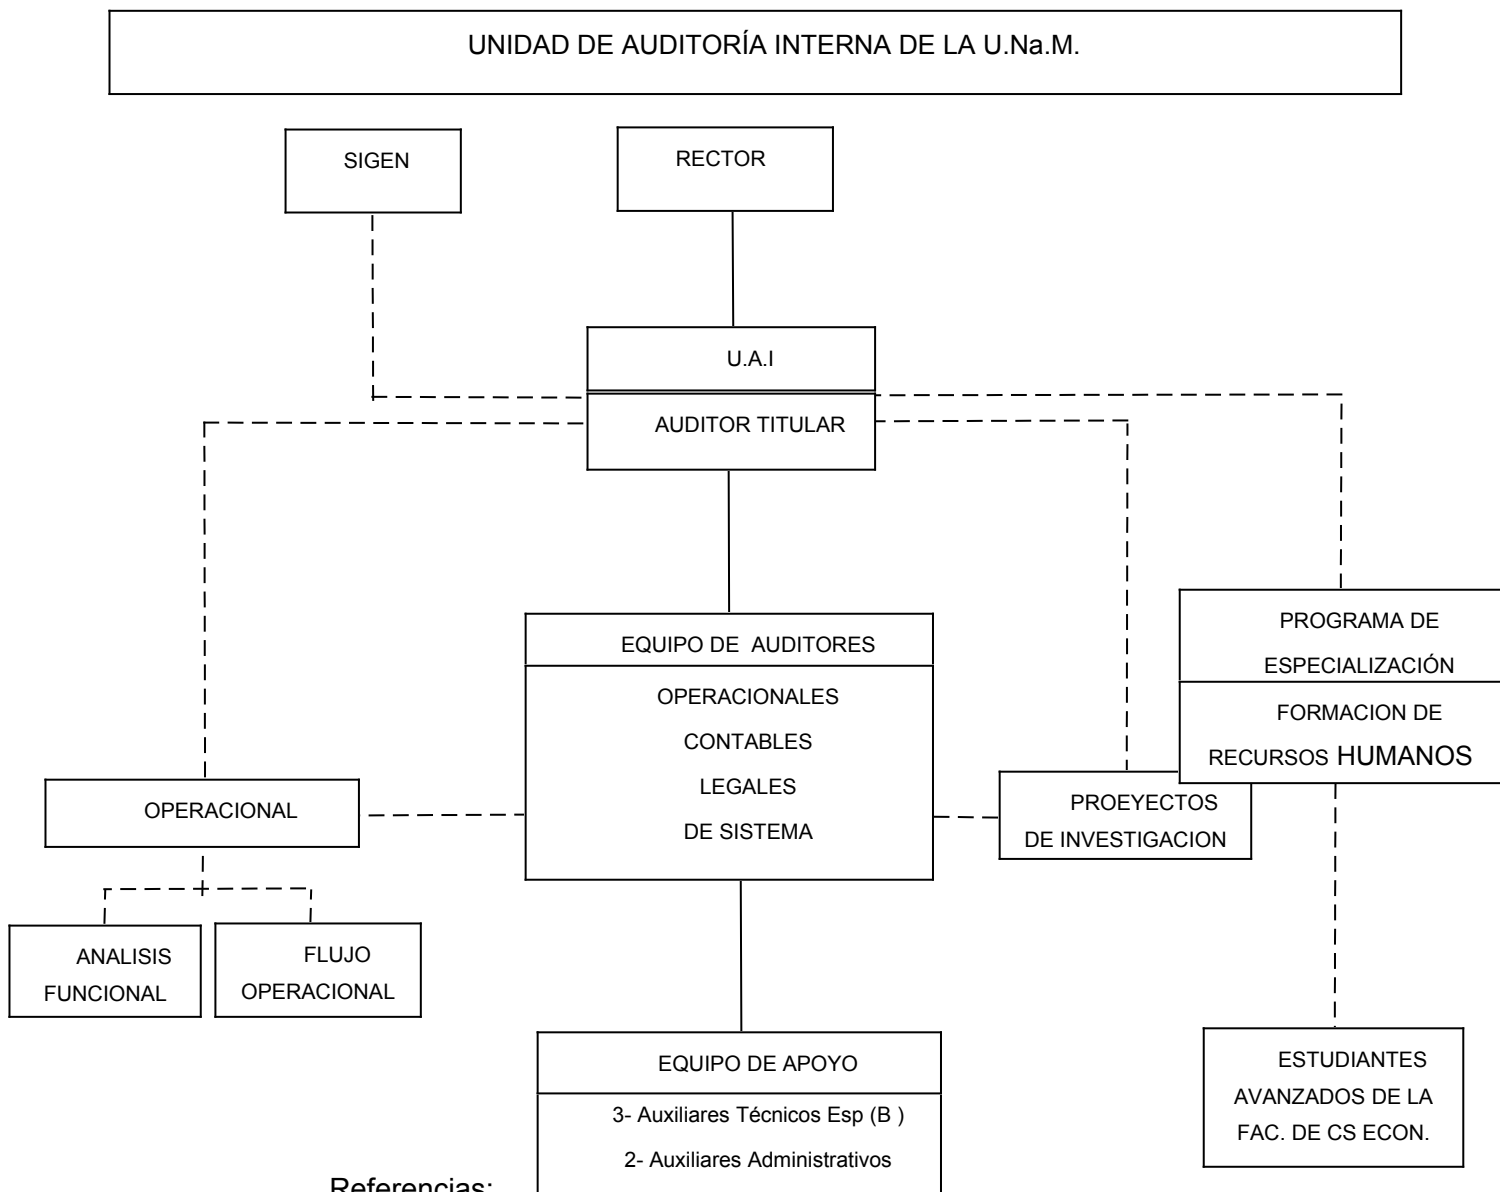 UNIDAD DE AUDITORÍA INTERNA DE LA U.Na.M.
SIGEN
RECTOR
U.A.I
AUDITOR TITULAR
EQUIPO DE AUDITORES
OPERACIONALES
CONTABLES
LEGALES
DE SISTEMA
PROGRAMA DE
ESPECIALIZACIÓN
FORMACION DE
RECURSOS HUMANOS
OPERACIONAL
PROEYECTOS
DE INVESTIGACION
ANALISIS
FUNCIONAL
FLUJO
OPERACIONAL
EQUIPO DE APOYO
3- Auxiliares Técnicos Esp (B )
2- Auxiliares Administrativos
ESTUDIANTES
AVANZADOS DE LA
FAC. DE CS ECON.
Referencias: